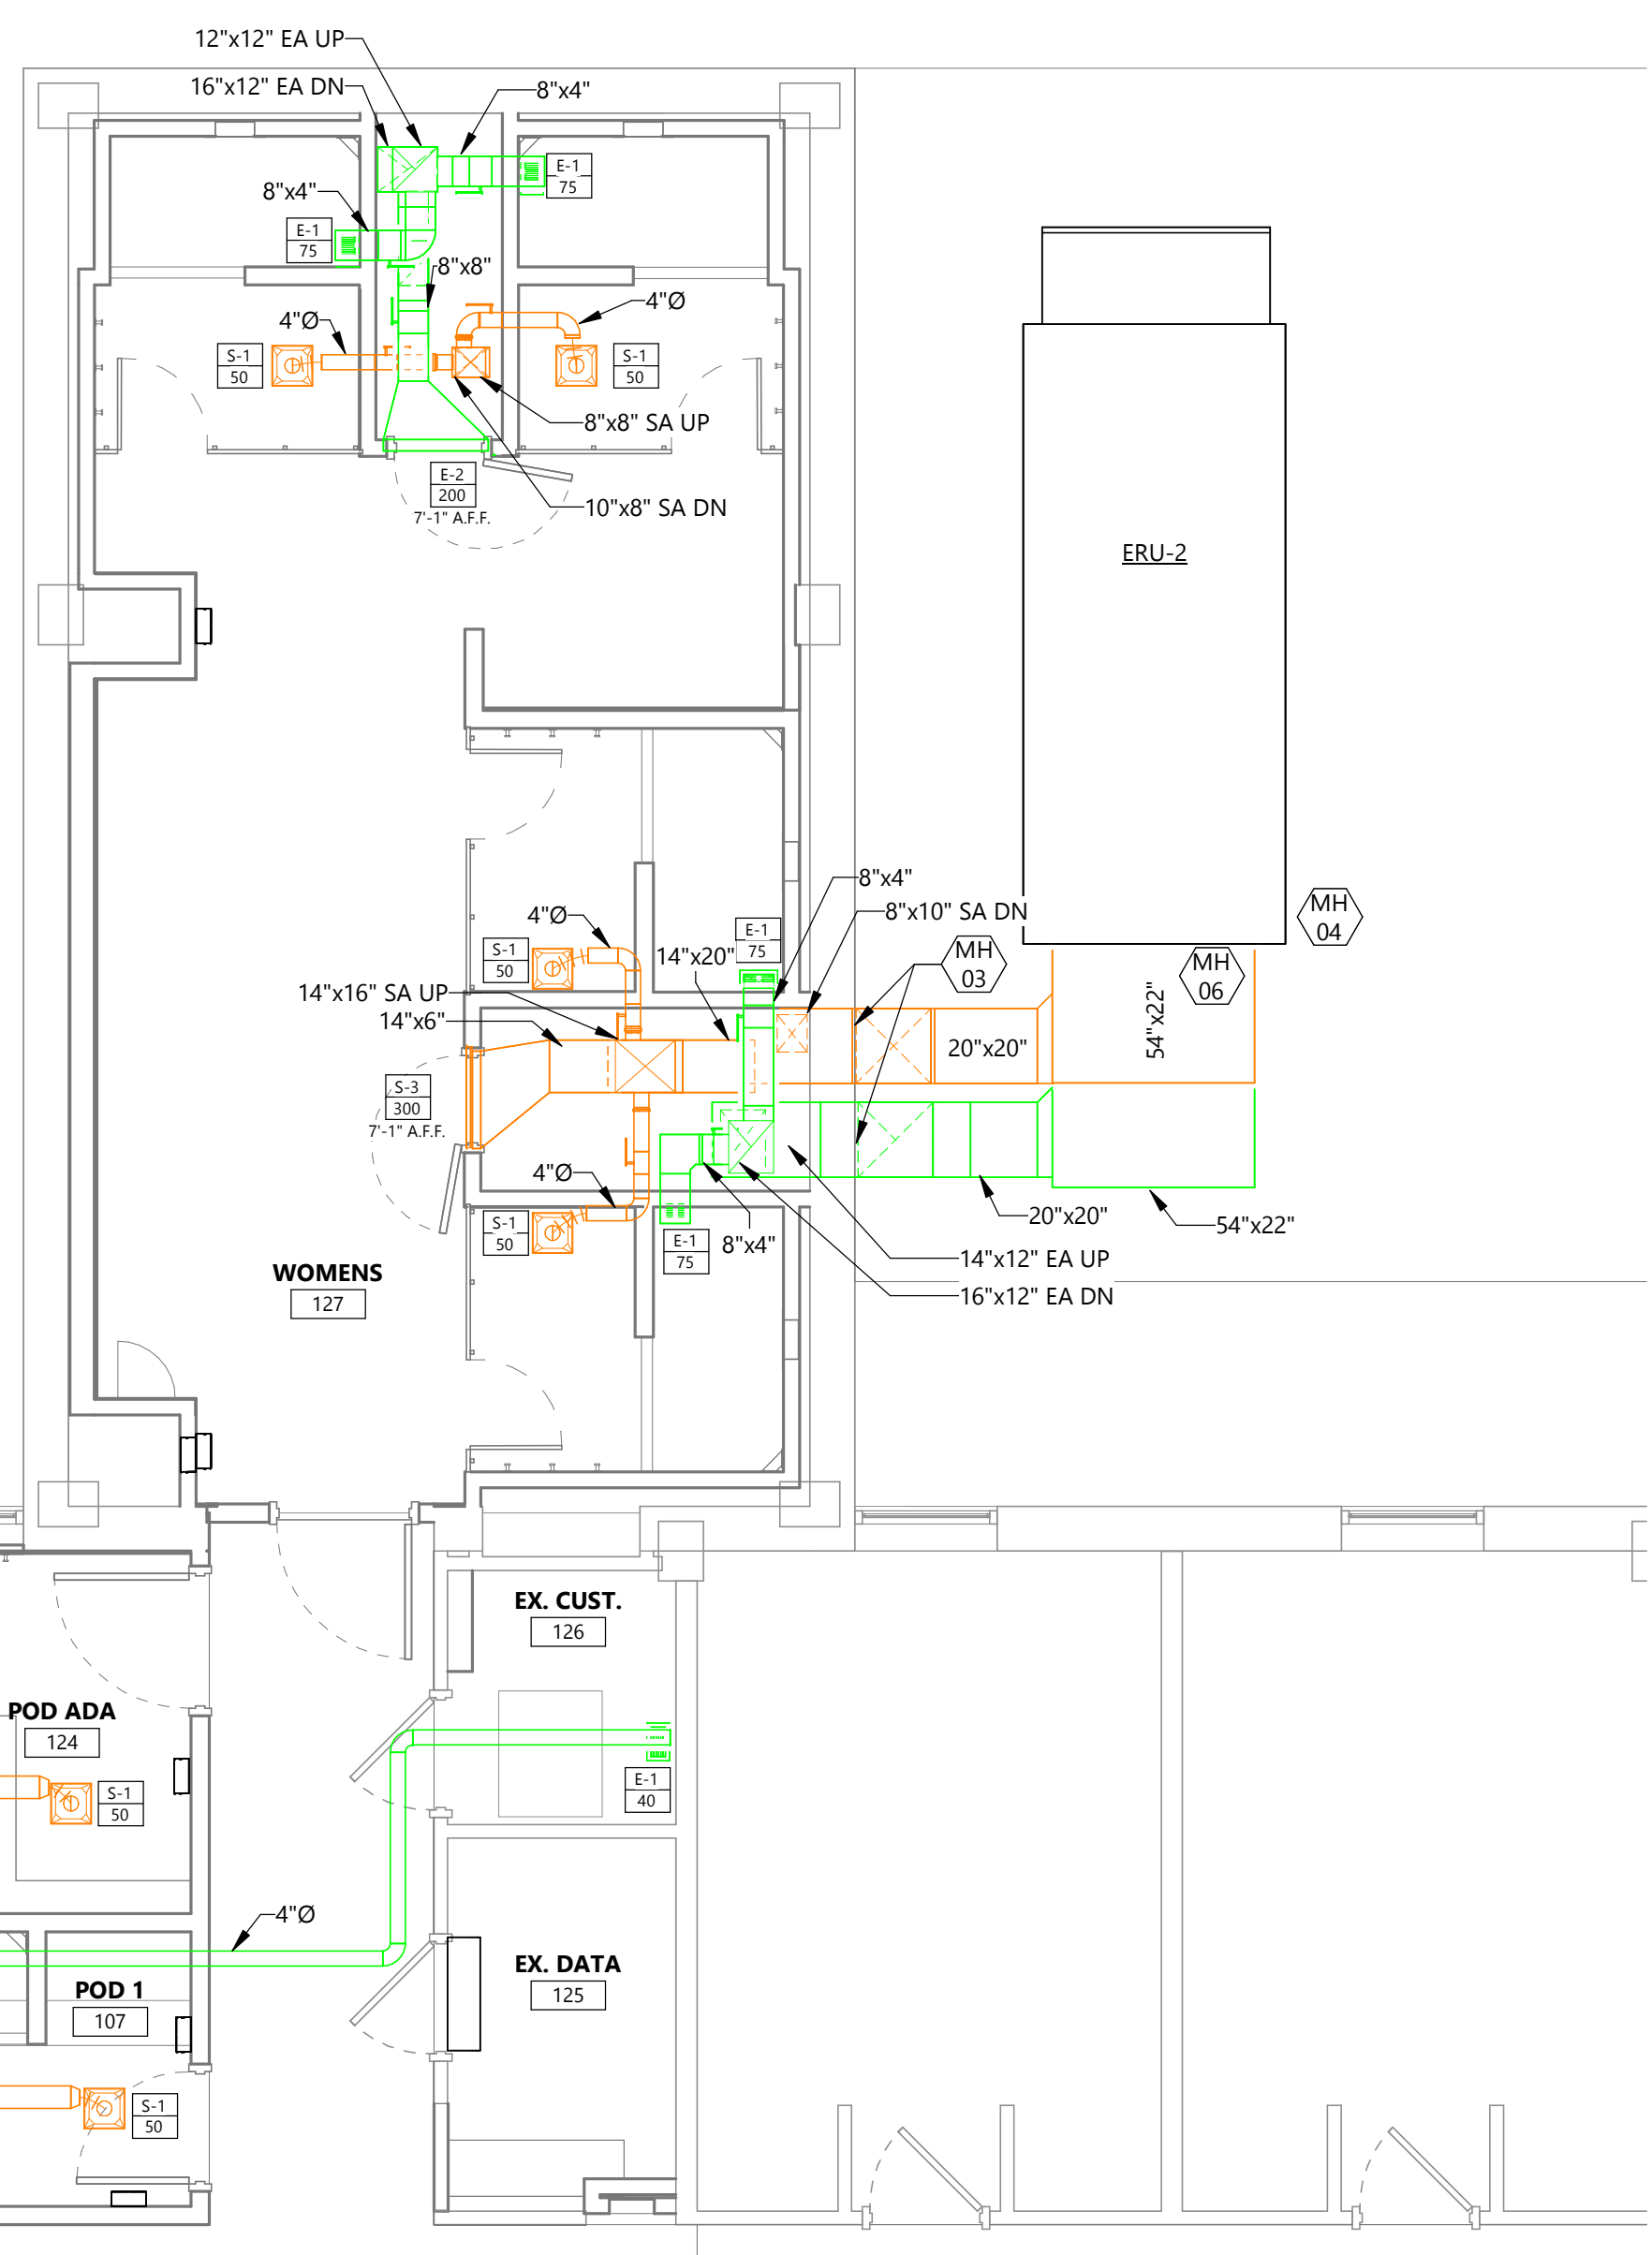 12"x12" EA UP
16"x12" EA DN
8"x4"
E-1
75
8"x4"
E-1
75
8"x8"
4"Ø
4"Ø
S-1
50
S-1
50
8"x8" SA UP
E-2
200
7'-1" A.F.F.
10"x8" SA DN
ERU-2
8"x4"
8"x10" SA DN
MH
04
4"Ø
E-1
75
S-1
50
14"x20"
MH
03
MH
06
14"x16" SA UP
14"x6"
20"x20"
54"x22"
S-3
300
7'-1" A.F.F.
4"Ø
S-1
50
E-1
75
8"x4"
20"x20"
54"x22"
14"x12" EA UP
16"x12" EA DN
WOMENS
127
EX. CUST.
126
POD ADA
124
S-1
50
E-1
40
4"Ø
EX. DATA
125
POD 1
107
S-1
50